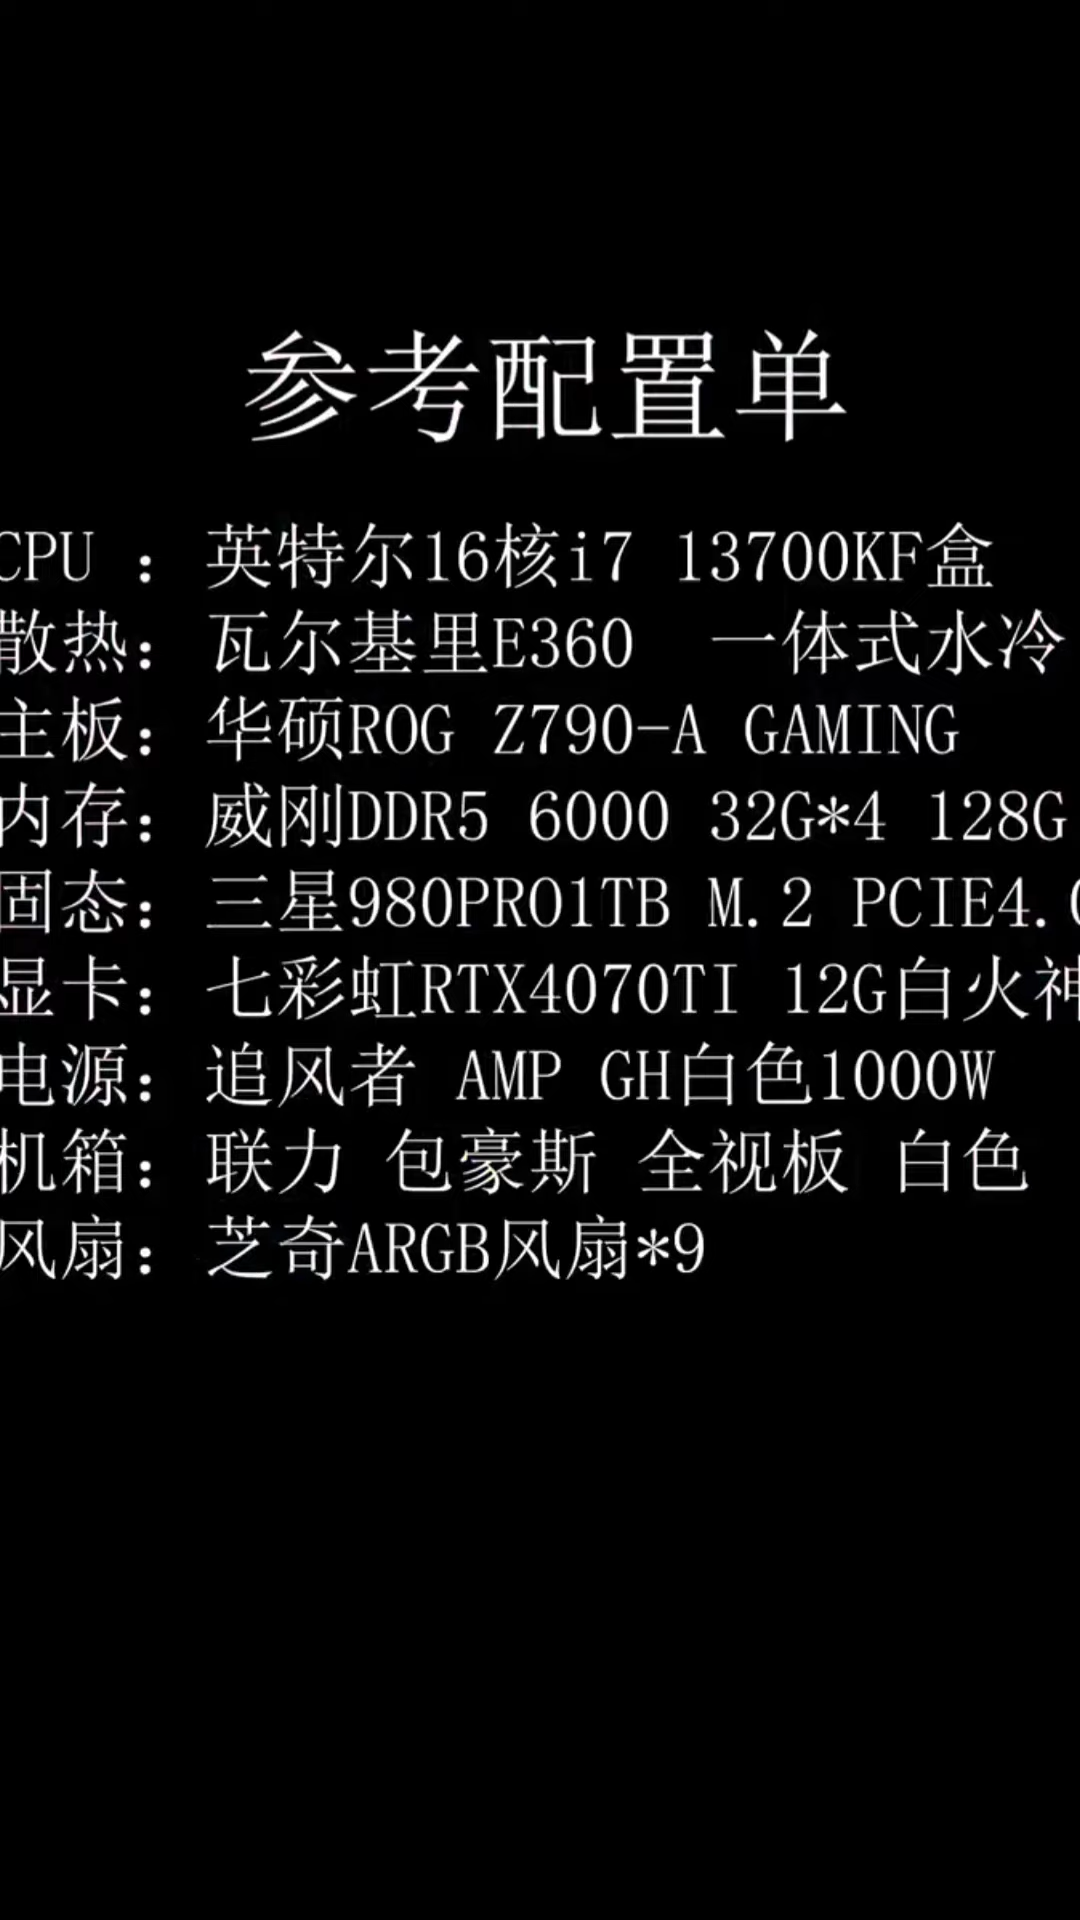 参考配置单
CPU ：英特尔16核i7 13700KF盒
散热：瓦尔基里E360 一体式水冷
主板：华硕ROG Z790-A GAMING
内存：威刚DDR5 6000 32G*4 128G
固态：三星980PRO1TB M.2 PCIE4.0
显卡：七彩虹RTX4070TI 12G白火神
电源：追风者 AMP GH白色1000W
机箱：联力 包豪斯 全视板 白色
风扇：芝奇ARGB风扇*9